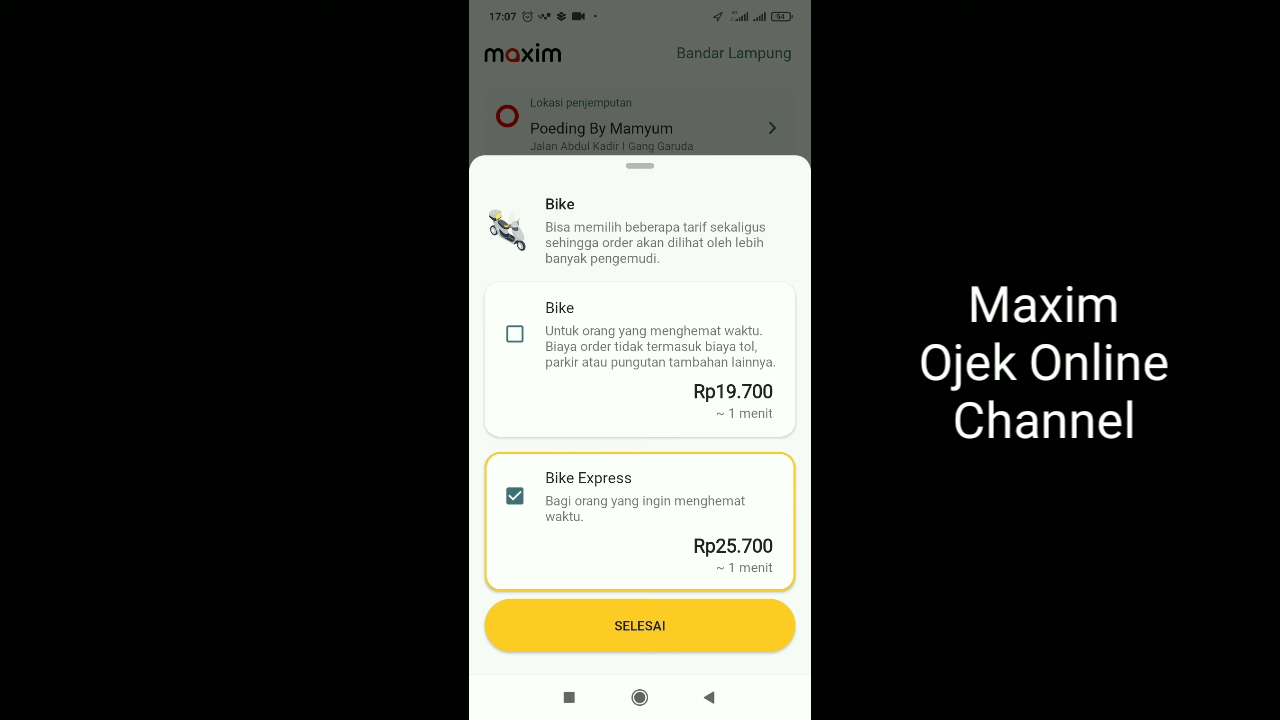 17:07
54
maxim
Bandar Lampung
Lokasi penjemputan
Poeding By Mamyum
Jalan Abdul Kadir I Gang Garuda
Bike
Bisa memilih beberapa tarif sekaligus
sehingga order akan dilihat oleh lebih
banyak pengemudi.
Bike
Untuk orang yang menghemat waktu.
Biaya order tidak termasuk biaya tol,
parkir atau pungutan tambahan lainnya.
Rp19.700
~ 1 menit
Bike Express
Bagi orang yang ingin menghemat
waktu.
Rp25.700
~ 1 menit
SELESAI
Maxim
Ojek Online
Channel